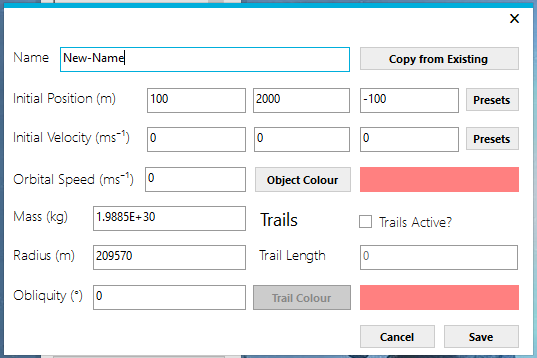 Name New-Name Copy from Existing
Initial Position (m) 100 2000 -100 Presets
Initial Velocity (ms⁻¹) 0 0 0 Presets
Orbital Speed (ms⁻¹) 0 Object Colour
Mass (kg) 1.9885E+30 Trails Trails Active?
Radius (m) 209570 Trail Length 0
Obliquity (°) 0 Trail Colour
Cancel Save